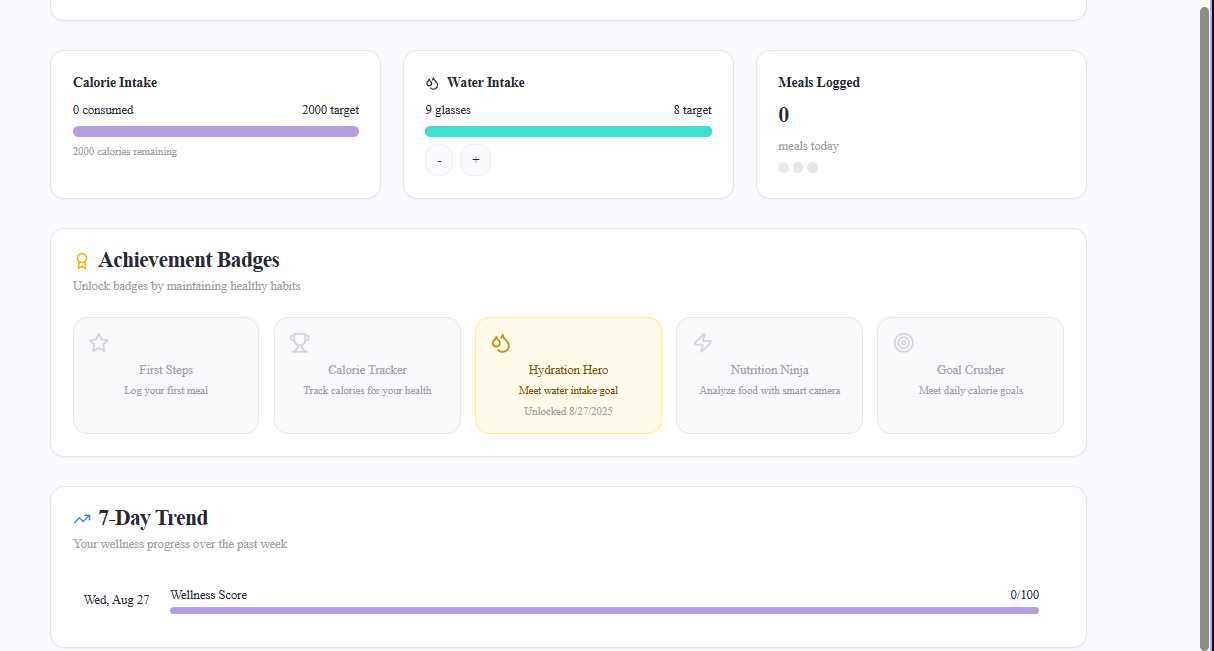 Calorie Intake
0 consumed 2000 target
2000 calories remaining
Water Intake
9 glasses 8 target
- +
Meals Logged
0
meals today
Achievement Badges
Unlock badges by maintaining healthy habits
First Steps
Log your first meal
Calorie Tracker
Track calories for your health
Hydration Hero
Meet water intake goal
Unlocked 8/27/2025
Nutrition Ninja
Analyze food with smart camera
Goal Crusher
Meet daily calorie goals
7-Day Trend
Your wellness progress over the past week
Wed, Aug 27
Wellness Score 0/100